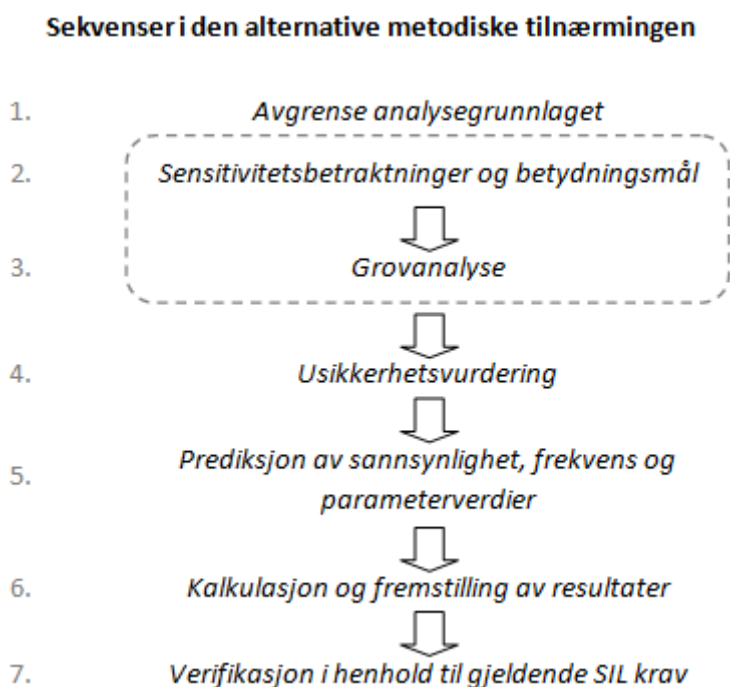 Sekvenser i den alternative metodiske tilnærmingen
1. Avgrense analysegrunnlaget
2. Sensitivitetsbetraktninger og betydningsmål
3. Grovanalyse
4. Usikkerhetsvurdering
5. Prediksjon av sannsynlighet, frekvens og
parameterverdier
6. Kalkulasjon og fremstilling av resultater
7. Verifikasjon i henhold til gjeldende SIL krav